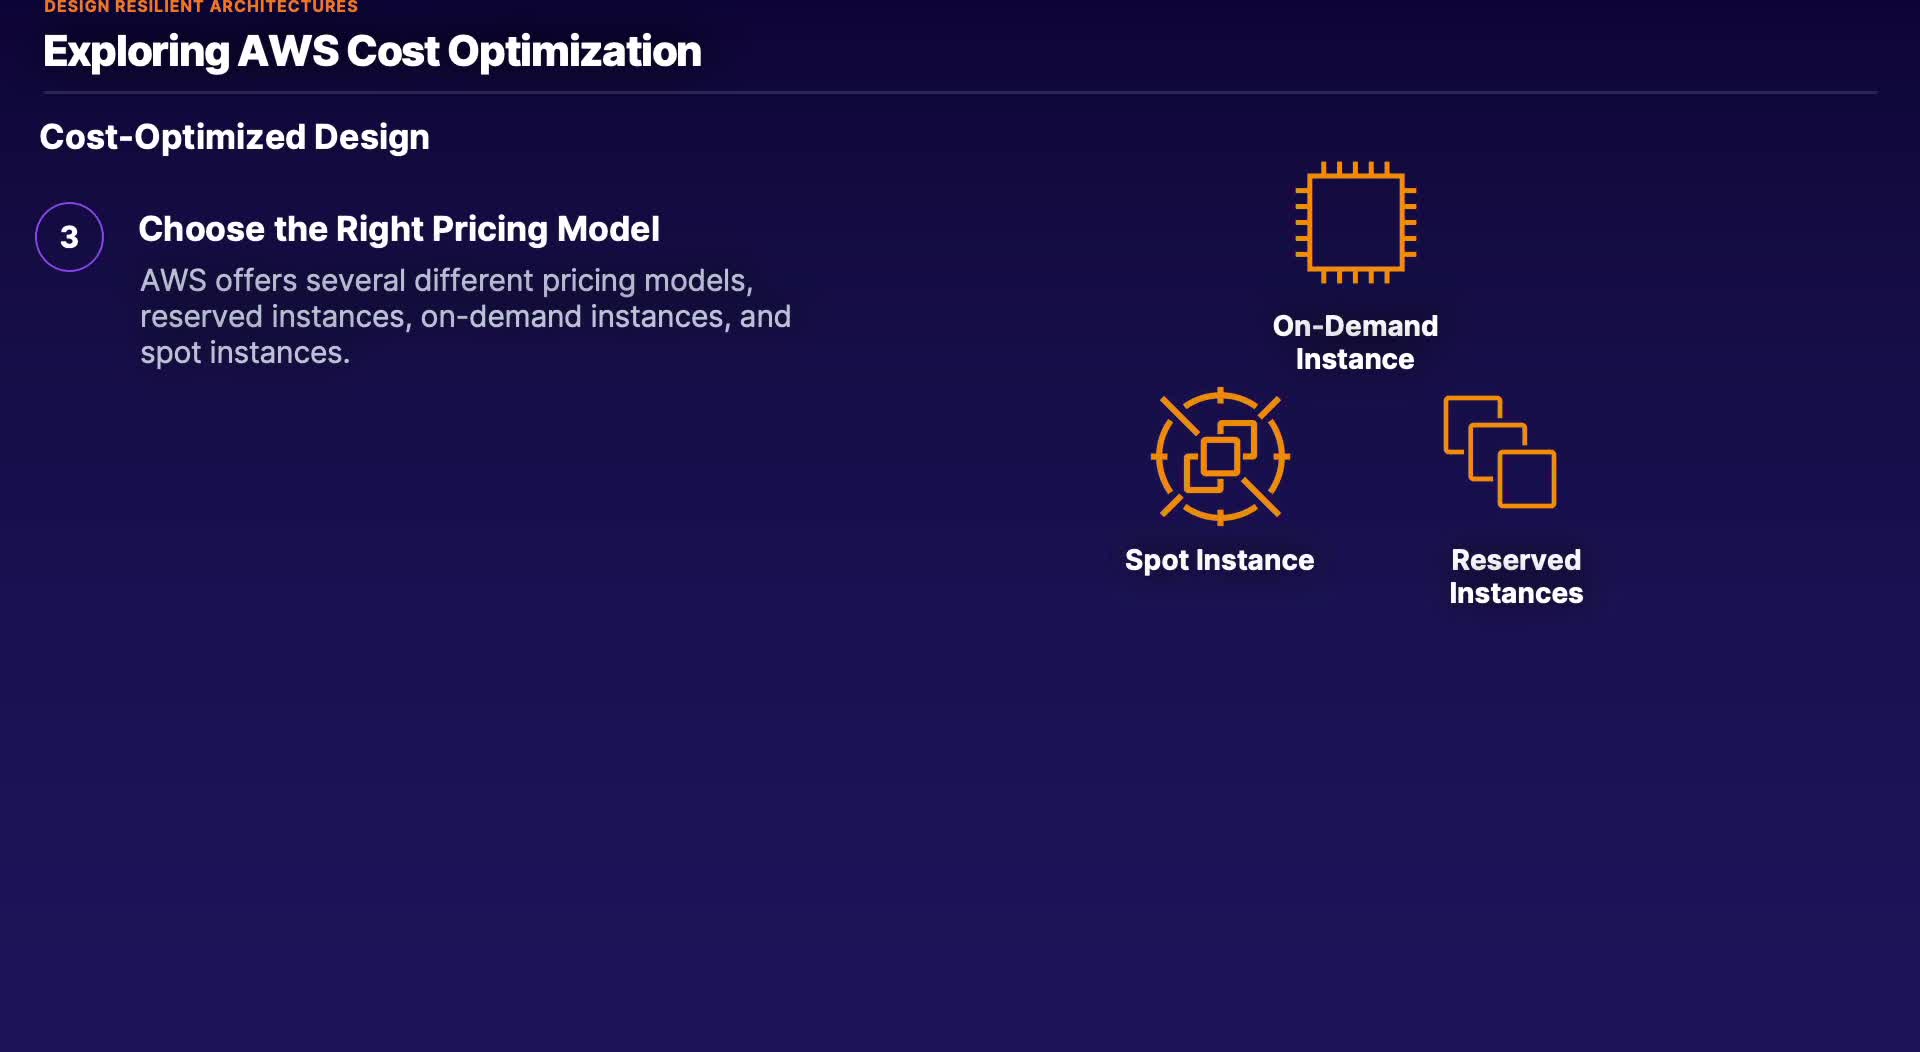 DESIGN RESILIENT ARCHITECTURES
Exploring AWS Cost Optimization
Cost-Optimized Design
3
Choose the Right Pricing Model
AWS offers several different pricing models,
reserved instances, on-demand instances, and
spot instances.
On-Demand
Instance
Spot Instance
Reserved
Instances